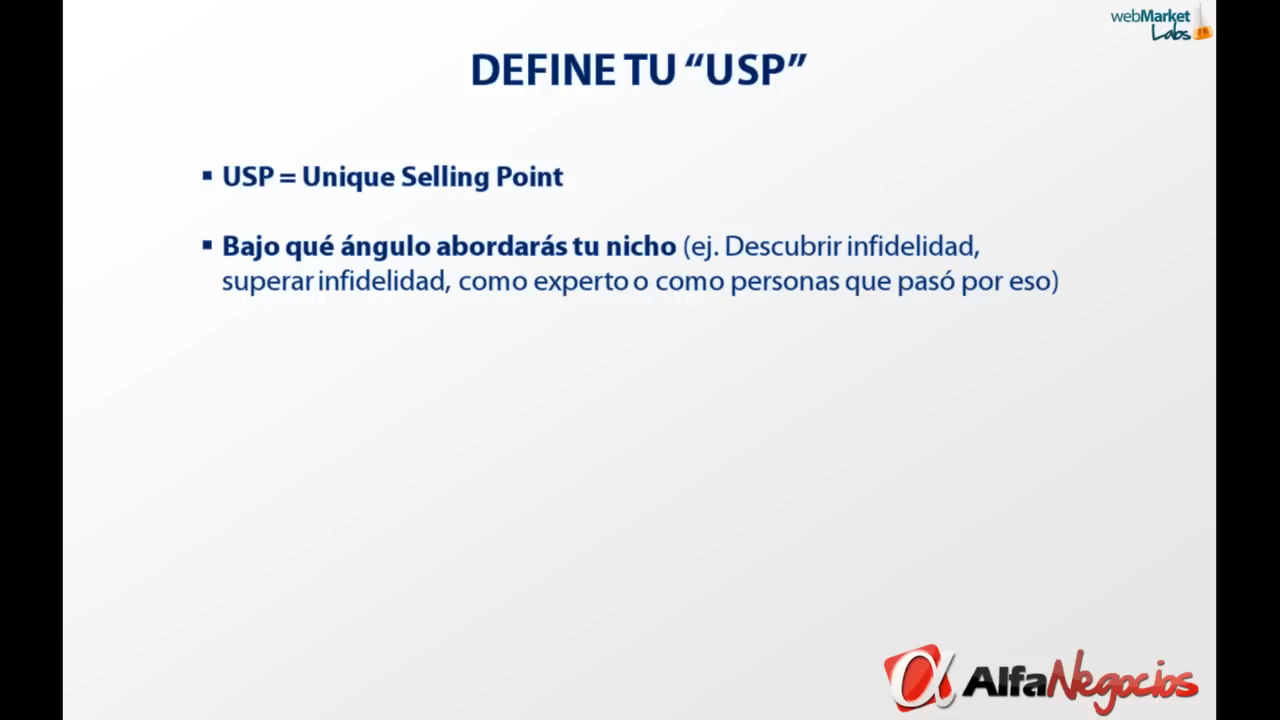 webMarket
Labs
DEFINE TU “USP”
▪ USP = Unique Selling Point
▪ Bajo qué ángulo abordarás tu nicho (ej. Descubrir infidelidad,
superar infidelidad, como experto o como personas que pasó por eso)
AlfaNegocios